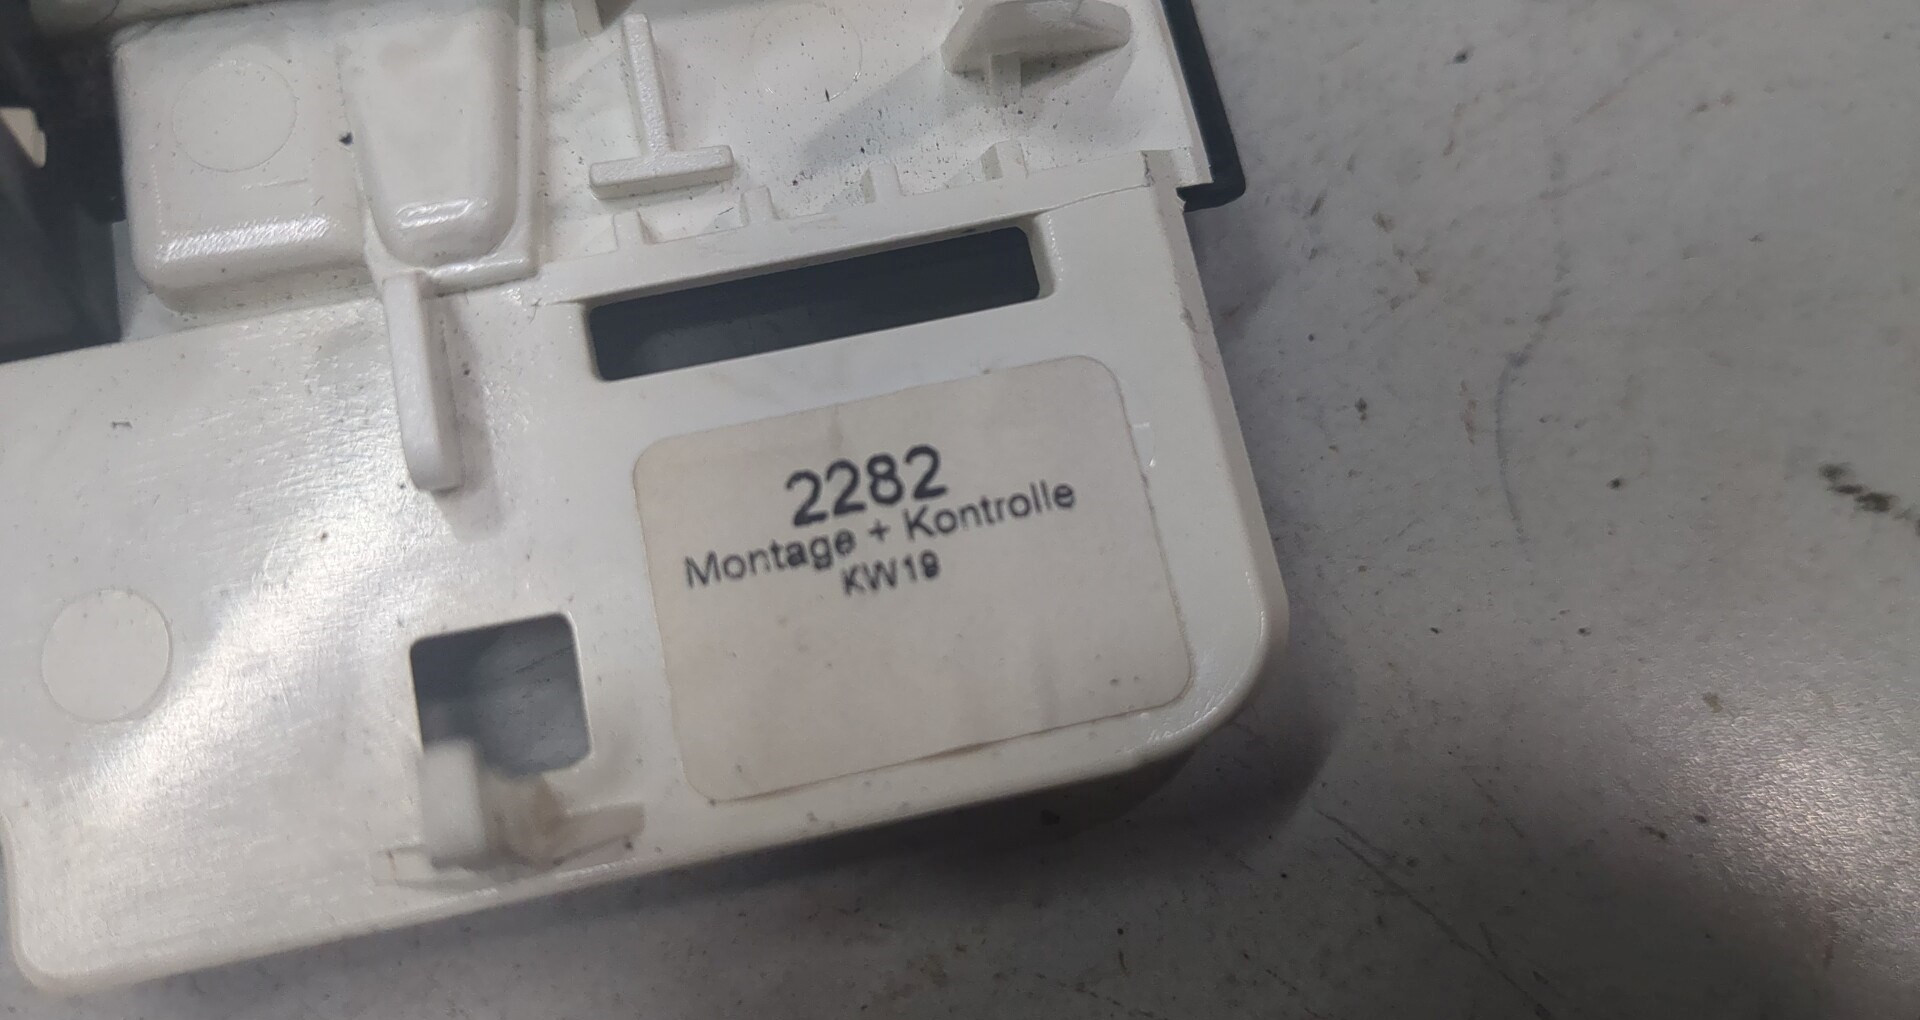 2282
Montage + Kontrolle
KW19